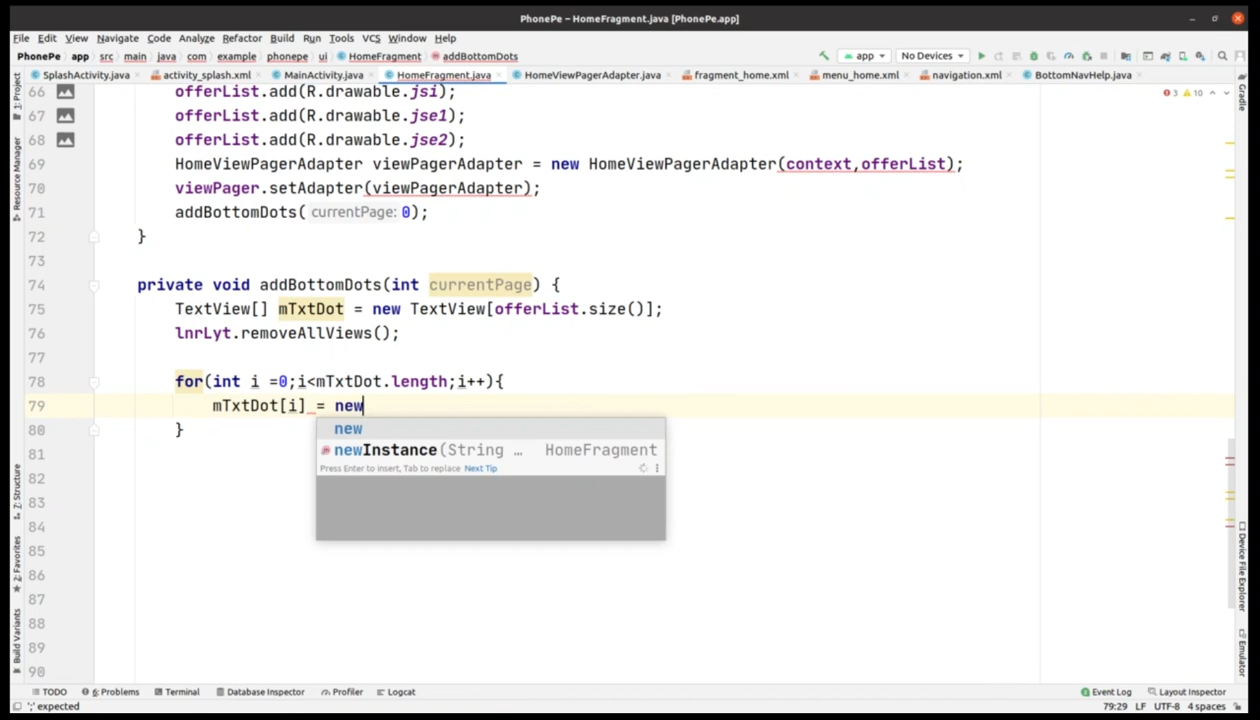 PhonePe – HomeFragment.java [PhonePe.app]
File Edit View Navigate Code Analyze Refactor Build Run Tools VCS Window Help
PhonePe app src main java com example phonepe ui HomeFragment addBottomDots app No Devices
SplashActivity.java activity_splash.xml MainActivity.java HomeFragment.java HomeViewPagerAdapter.java fragment_home.xml menu_home.xml navigation.xml BottomNavHelp.java
1: Project
Resource Manager
7: Structure
2: Favorites
Build Variants
66 offerList.add(R.drawable.jsi);
3 10
67 offerList.add(R.drawable.jse1);
68 offerList.add(R.drawable.jse2);
69 HomeViewPagerAdapter viewPagerAdapter = new HomeViewPagerAdapter(context,offerList);
70 viewPager.setAdapter(viewPagerAdapter);
71 addBottomDots( currentPage: 0);
72 }
73
74 private void addBottomDots(int currentPage) {
75 TextView[] mTxtDot = new TextView[offerList.size()];
76 lnrLyt.removeAllViews();
77
78 for(int i =0;i<mTxtDot.length;i++){
79 mTxtDot[i] = new
80 }
new
newInstance(String … HomeFragment
Press Enter to insert, Tab to replace Next Tip
81
82
83
84
85
86
87
88
89
90
Gradle
Device File Explorer
Emulator
TODO 6: Problems Terminal Database Inspector Profiler Logcat Event Log Layout Inspector
';' expected 79:29 LF UTF-8 4 spaces